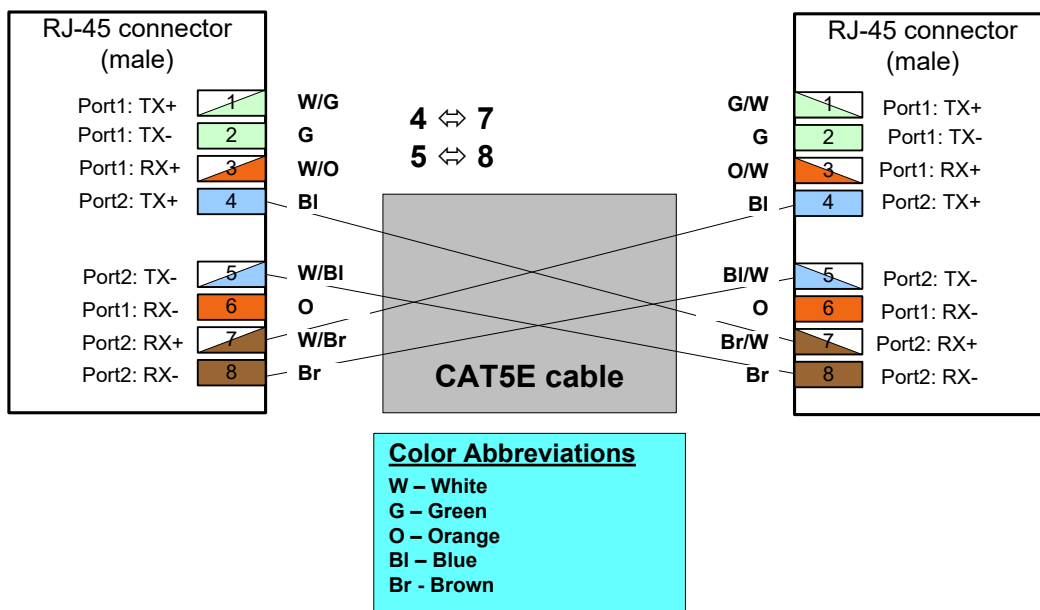 RJ-45 connector
(male)
Port1: TX+ 1 W/G
Port1: TX- 2 G
Port1: RX+ 3 W/O
Port2: TX+ 4 Bl
Port2: TX- 5 W/Bl
Port1: RX- 6 O
Port2: RX+ 7 W/Br
Port2: RX- 8 Br
4 ⇔ 7
5 ⇔ 8
CAT5E cable
RJ-45 connector
(male)
G/W 1 Port1: TX+
G 2 Port1: TX-
O/W 3 Port1: RX+
Bl 4 Port2: TX+
Bl/W 5 Port2: TX-
O 6 Port1: RX-
Br/W 7 Port2: RX+
Br 8 Port2: RX-
Color Abbreviations
W – White
G – Green
O – Orange
Bl – Blue
Br - Brown